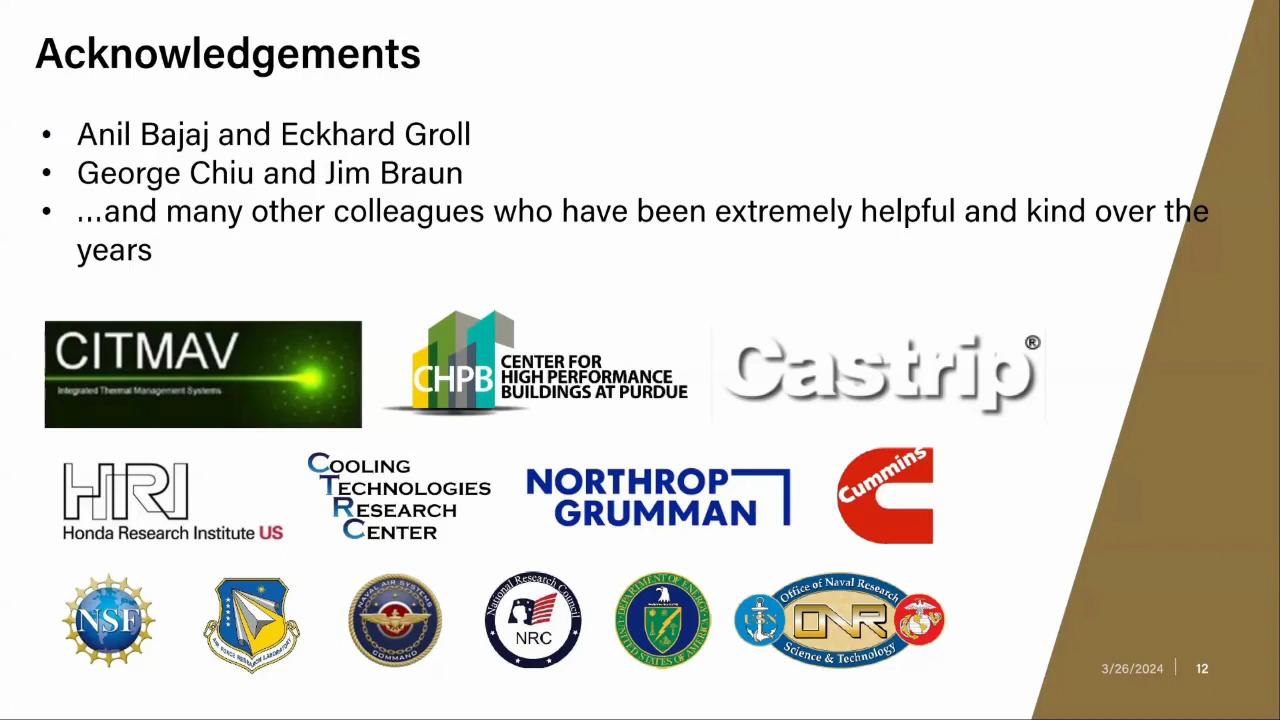 Acknowledgements
• Anil Bajaj and Eckhard Groll
• George Chiu and Jim Braun
• ...and many other colleagues who have been extremely helpful and kind over the
years
CITMAV
Integrated Thermal Management Systems
CHPB
CENTER FOR
HIGH PERFORMANCE
BUILDINGS AT PURDUE
Castrip®
HRI
Honda Research Institute US
COOLING
TECHNOLOGIES
RESEARCH
CENTER
NORTHROP
GRUMMAN
Cummins
NSF
AIR FORCE RESEARCH LABORATORY
NAVAL AIR SYSTEMS
COMMAND
National Research Council
NRC
DEPARTMENT OF ENERGY
UNITED STATES OF AMERICA
Office of Naval Research
ONR
Science & Technology
3/26/2024 | 12